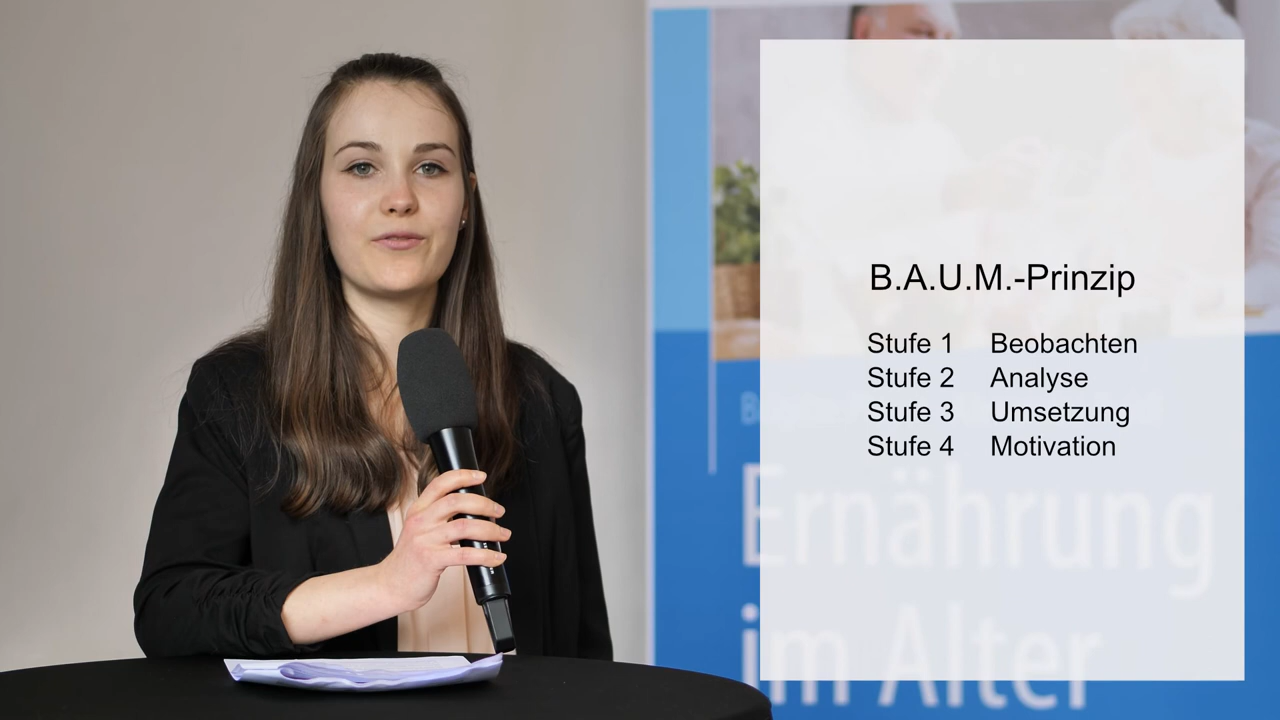 B.A.U.M.-Prinzip
Stufe 1 Beobachten
Stufe 2 Analyse
Stufe 3 Umsetzung
Stufe 4 Motivation
Ernährung
im Alter